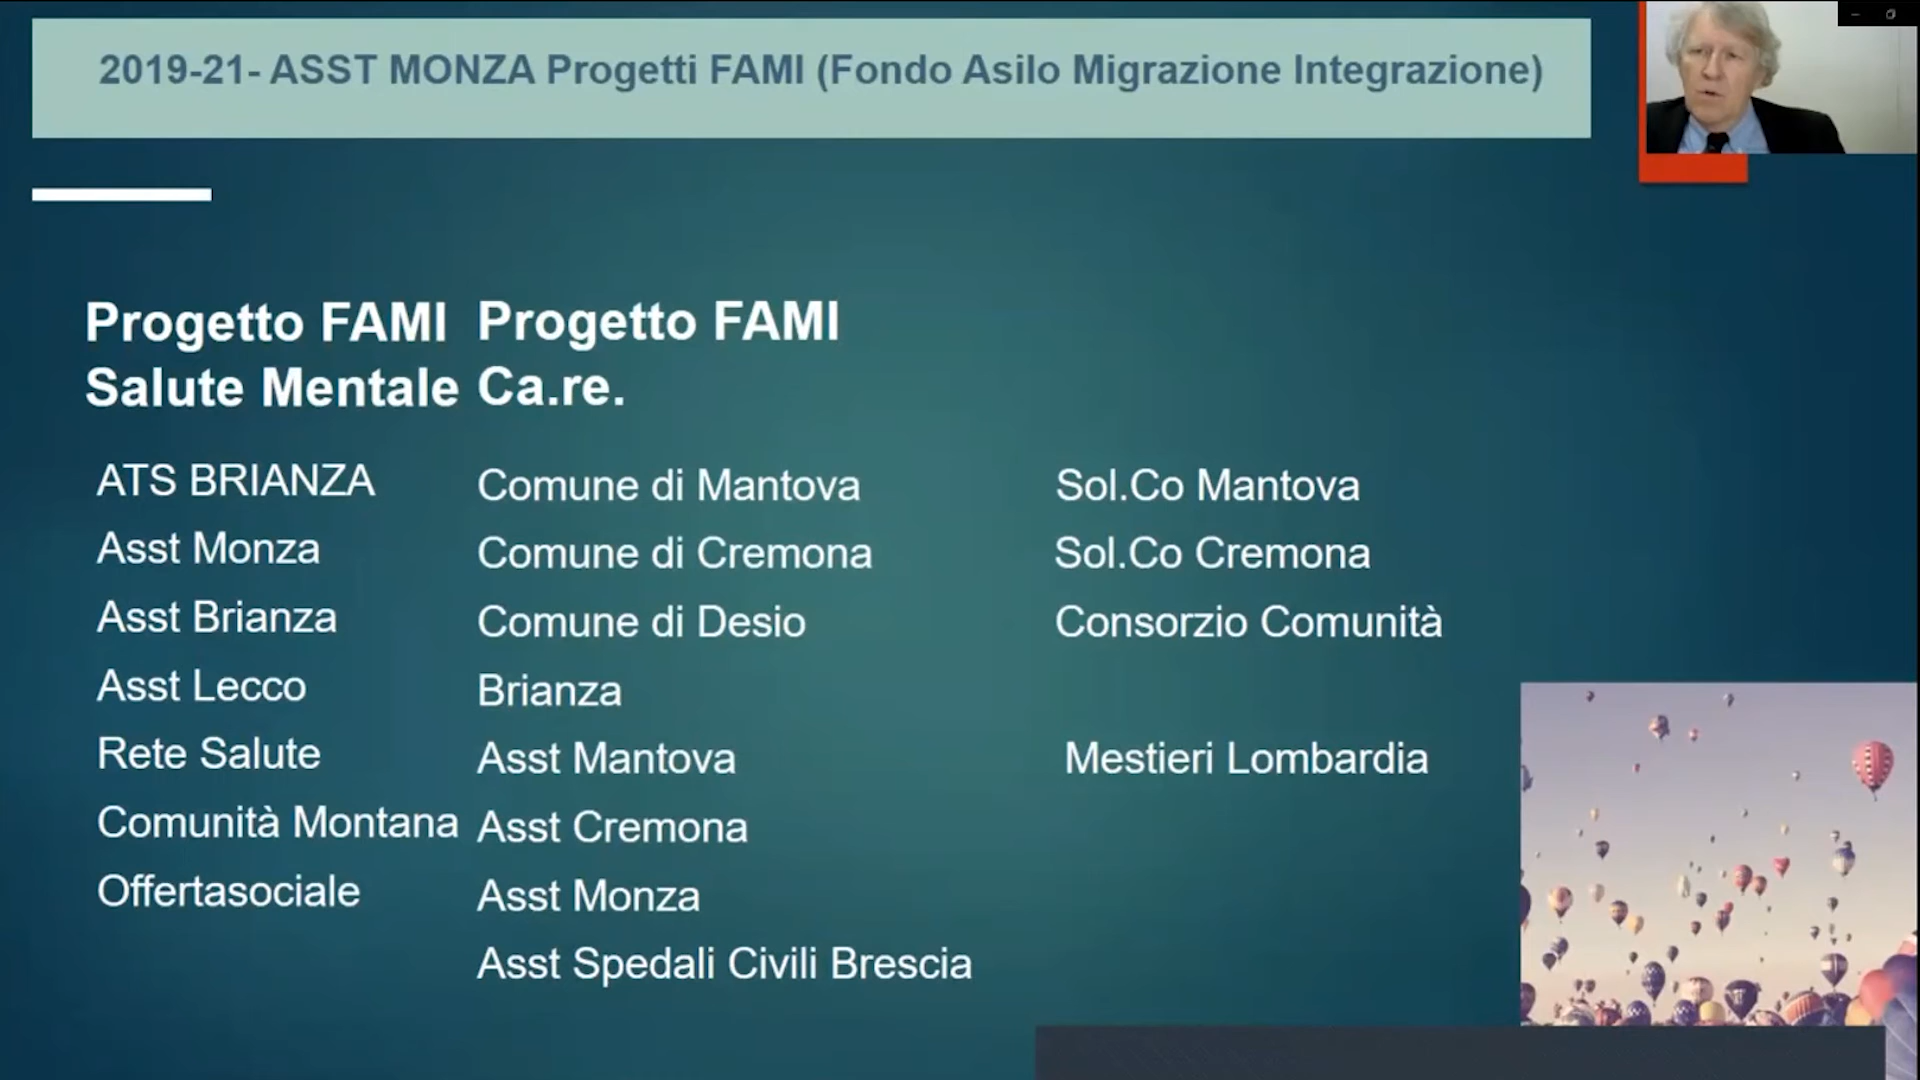 2019-21- ASST MONZA Progetti FAMI (Fondo Asilo Migrazione Integrazione)
Progetto FAMI
Salute Mentale
ATS BRIANZA
Asst Monza
Asst Brianza
Asst Lecco
Rete Salute
Comunità Montana
Offertasociale
Progetto FAMI
Ca.re.
Comune di Mantova
Comune di Cremona
Comune di Desio
Brianza
Asst Mantova
Asst Cremona
Asst Monza
Asst Spedali Civili Brescia
Sol.Co Mantova
Sol.Co Cremona
Consorzio Comunità
Mestieri Lombardia